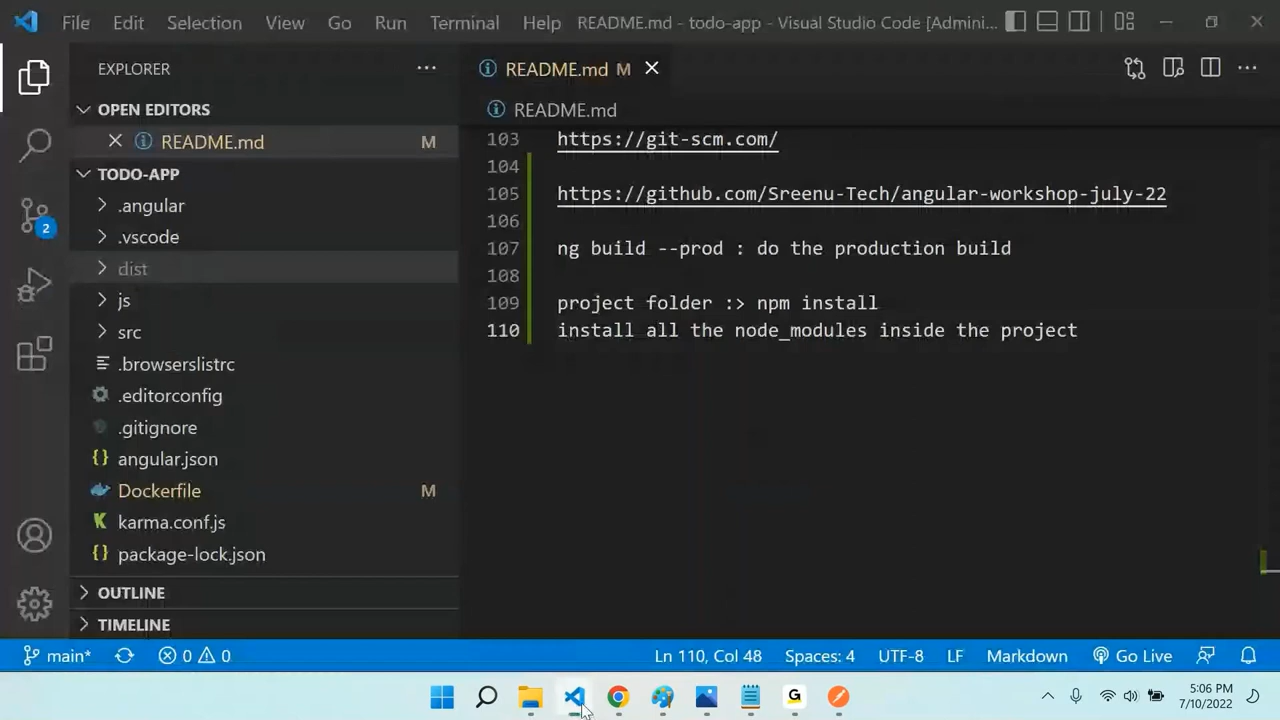 File Edit Selection View Go Run Terminal Help README.md - todo-app - Visual Studio Code [Admini...
EXPLORER
OPEN EDITORS
README.md M
TODO-APP
.angular
.vscode
dist
js
src
.browserslistrc
.editorconfig
.gitignore
angular.json
Dockerfile M
karma.conf.js
package-lock.json
OUTLINE
TIMELINE
2
README.md M
README.md
103 https://git-scm.com/
104
105 https://github.com/Sreenu-Tech/angular-workshop-july-22
106
107 ng build --prod : do the production build
108
109 project folder :> npm install
110 install all the node_modules inside the project
main* 0 0 Ln 110, Col 48 Spaces: 4 UTF-8 LF Markdown Go Live
G
5:06 PM
7/10/2022